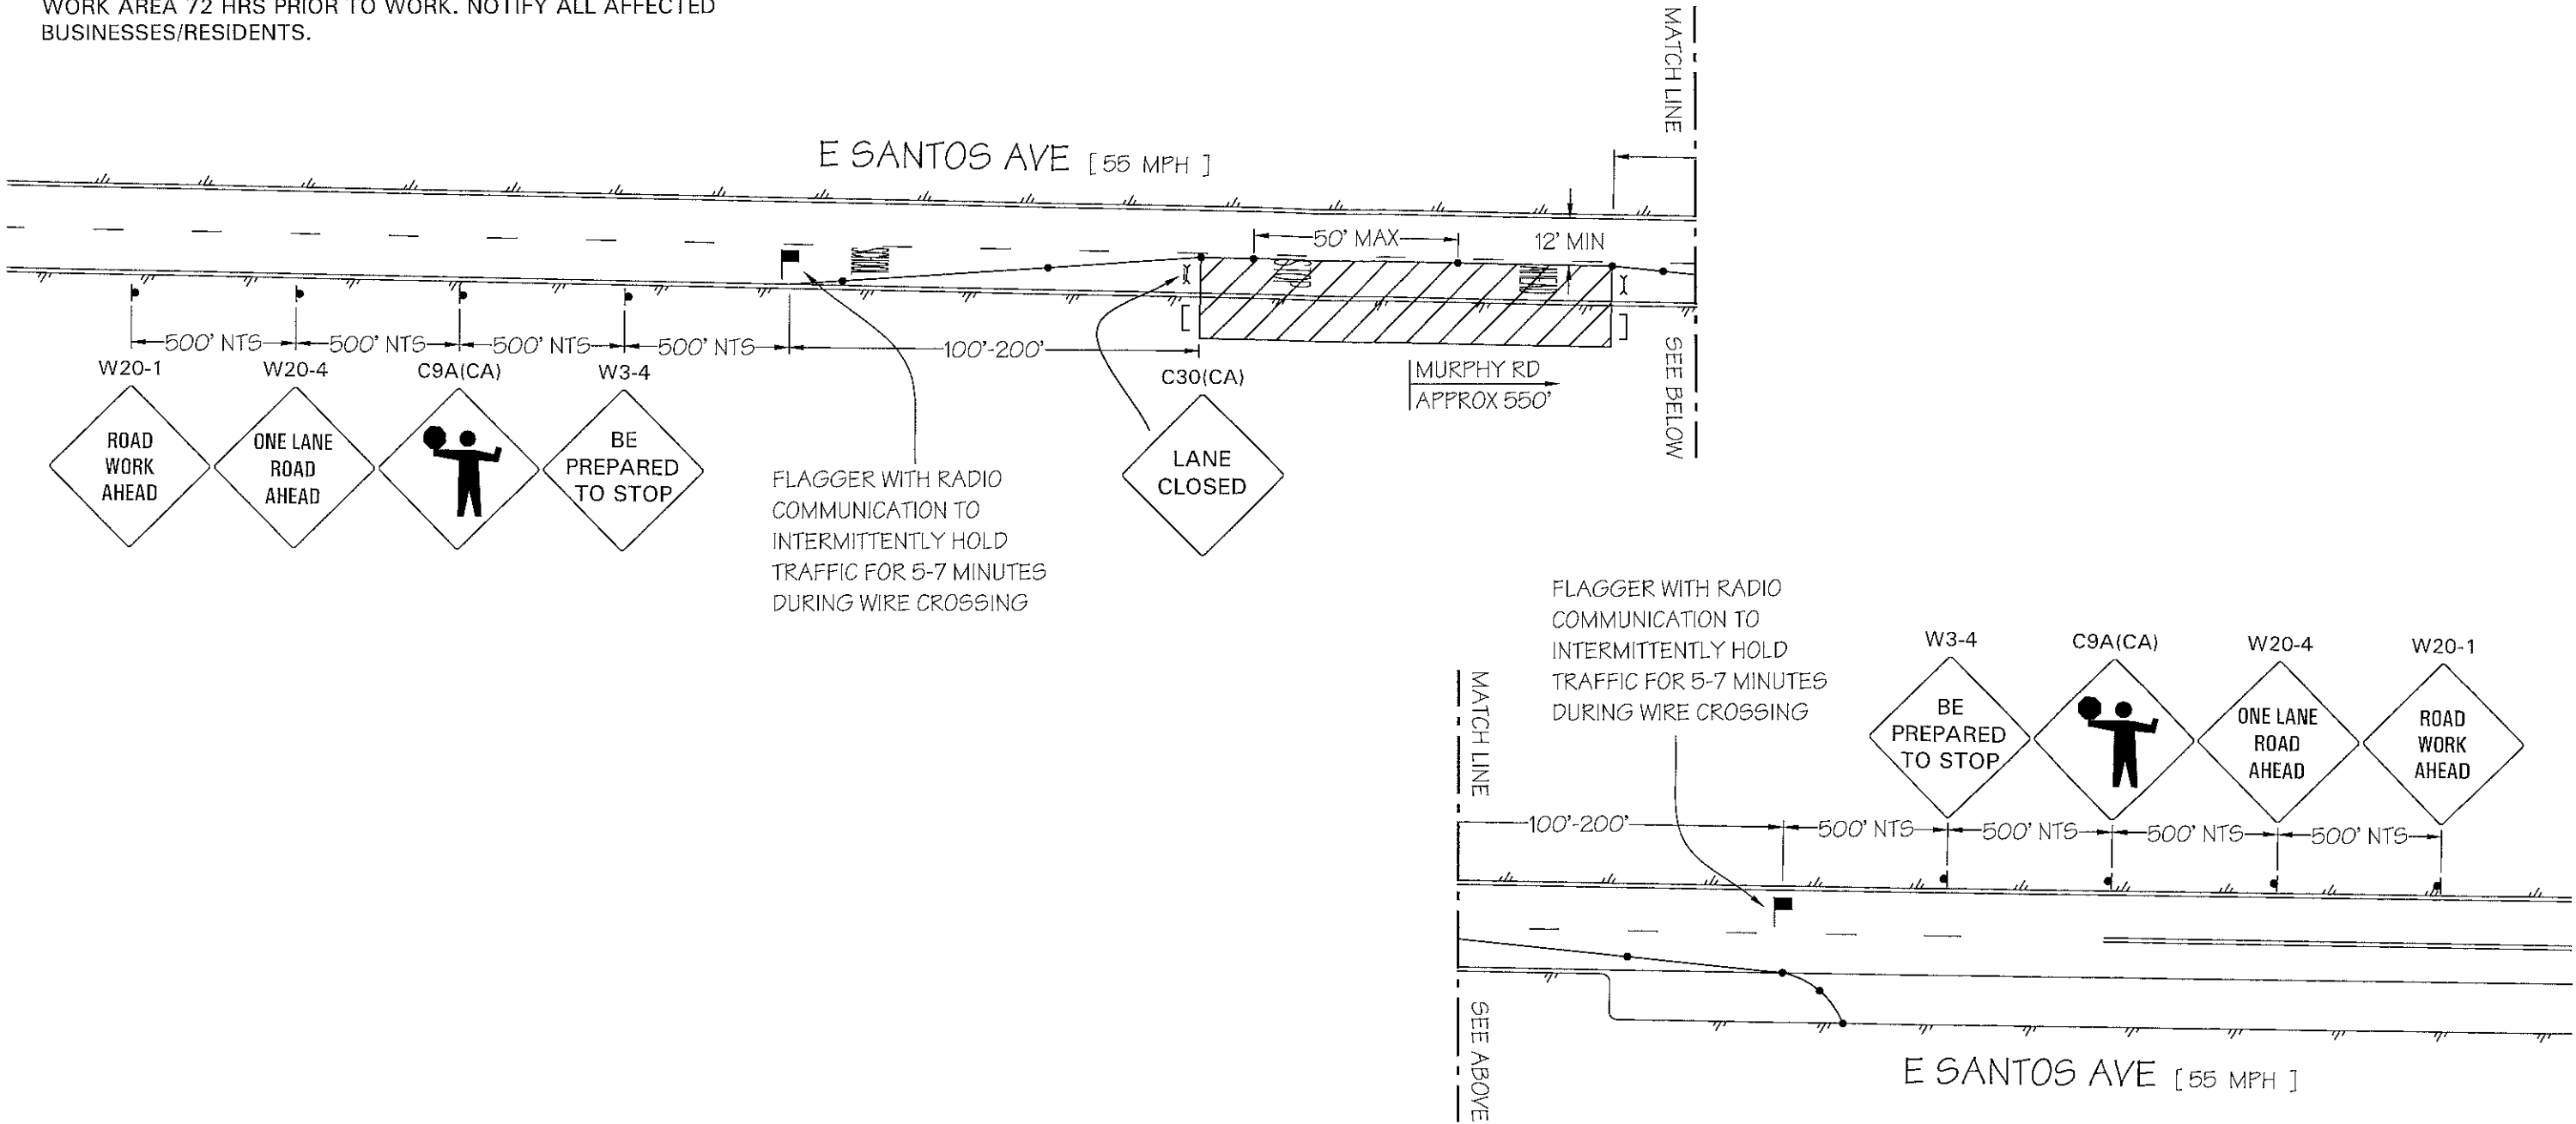 WORK AREA 72 HRS PRIOR TO WORK. NOTIFY ALL AFFECTED
BUSINESSES/RESIDENTS.
MATCH LINE
E SANTOS AVE [ 55 MPH ]
50' MAX
12' MIN
500' NTS
500' NTS
500' NTS
500' NTS
100'-200'
W20-1
W20-4
C9A(CA)
W3-4
C30(CA)
ROAD
WORK
AHEAD
ONE LANE
ROAD
AHEAD
BE
PREPARED
TO STOP
LANE
CLOSED
MURPHY RD
APPROX 550'
SEE BELOW
FLAGGER WITH RADIO
COMMUNICATION TO
INTERMITTENTLY HOLD
TRAFFIC FOR 5-7 MINUTES
DURING WIRE CROSSING
FLAGGER WITH RADIO
COMMUNICATION TO
INTERMITTENTLY HOLD
TRAFFIC FOR 5-7 MINUTES
DURING WIRE CROSSING
W3-4
C9A(CA)
W20-4
W20-1
BE
PREPARED
TO STOP
ONE LANE
ROAD
AHEAD
ROAD
WORK
AHEAD
MATCH LINE
100'-200'
500' NTS
500' NTS
500' NTS
500' NTS
SEE ABOVE
E SANTOS AVE [ 55 MPH ]